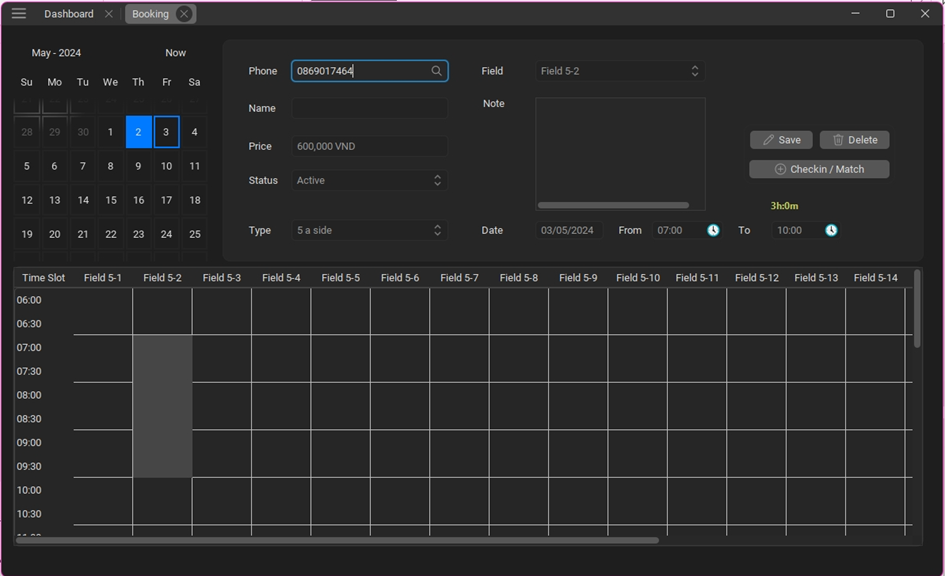 Dashboard Booking
May - 2024 Now
Su Mo Tu We Th Fr Sa
28 29 30 1 2 3 4
5 6 7 8 9 10 11
12 13 14 15 16 17 18
19 20 21 22 23 24 25
Phone 0869017464 Field Field 5-2
Name Note
Price 600,000 VND
Save Delete
Status Active
Checkin / Match
3h:0m
Type 5 a side Date 03/05/2024 From 07:00 To 10:00
Time Slot Field 5-1 Field 5-2 Field 5-3 Field 5-4 Field 5-5 Field 5-6 Field 5-7 Field 5-8 Field 5-9 Field 5-10 Field 5-11 Field 5-12 Field 5-13 Field 5-14
06:00
06:30
07:00
07:30
08:00
08:30
09:00
09:30
10:00
10:30